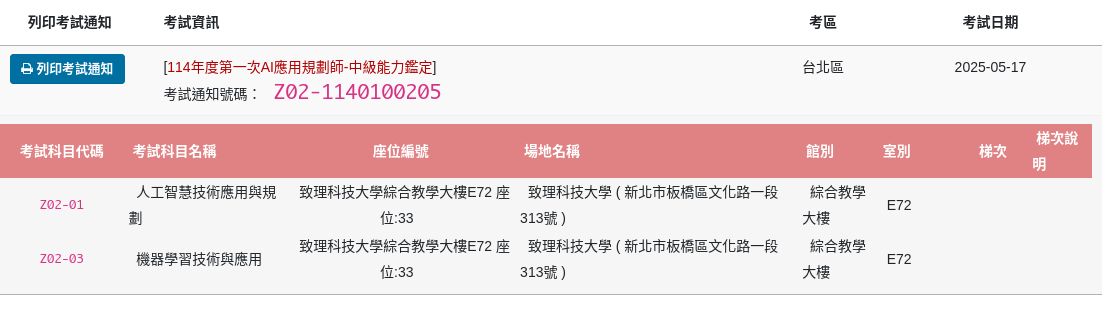 列印考試通知 考試資訊 考區 考試日期
列印考試通知 [114年度第一次AI應用規劃師-中級能力鑑定] 台北區 2025-05-17
考試通知號碼： Z02-1140100205
考試科目代碼 考試科目名稱 座位編號 場地名稱 館別 室別 梯次 梯次說
明
Z02-01 人工智慧技術應用與規 致理科技大學綜合教學大樓E72 座 致理科技大學 ( 新北市板橋區文化路一段 綜合教學 E72
劃 位:33 313號 ) 大樓
Z02-03 機器學習技術與應用 致理科技大學綜合教學大樓E72 座 致理科技大學 ( 新北市板橋區文化路一段 綜合教學 E72
位:33 313號 ) 大樓